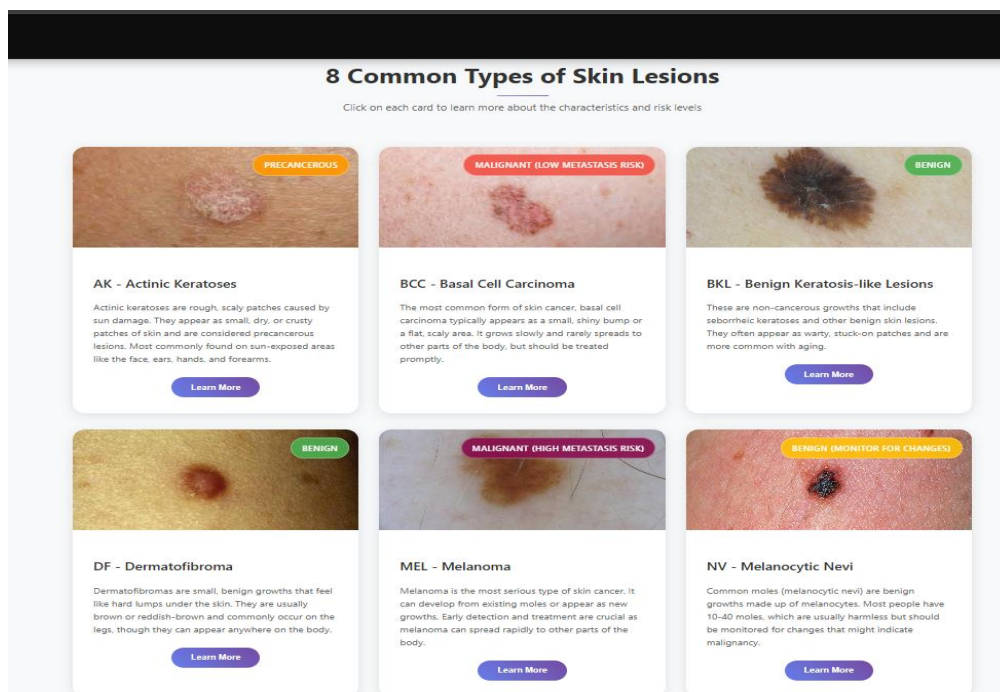 8 Common Types of Skin Lesions
Click on each card to learn more about the characteristics and risk levels
PRECANCEROUS
AK - Actinic Keratoses
Actinic keratoses are rough, scaly patches caused by
sun damage. They appear as small, dry, or crusty
patches of skin and are considered precancerous
lesions. Most commonly found on sun-exposed areas
like the face, ears, hands, and forearms.
Learn More
MALIGNANT (LOW METASTASIS RISK)
BCC - Basal Cell Carcinoma
The most common form of skin cancer, basal cell
carcinoma typically appears as a small, shiny bump or
a flat, scaly area. It grows slowly and rarely spreads to
other parts of the body, but should be treated
promptly.
Learn More
BENIGN
BKL - Benign Keratosis-like Lesions
These are non-cancerous growths that include
seborrheic keratoses and other benign skin lesions.
They often appear as warty, stuck-on patches and are
more common with aging.
Learn More
BENIGN
DF - Dermatofibroma
Dermatofibromas are small, benign growths that feel
like hard lumps under the skin. They are usually
brown or reddish-brown and commonly occur on the
legs, though they can appear anywhere on the body.
Learn More
MALIGNANT (HIGH METASTASIS RISK)
MEL - Melanoma
Melanoma is the most serious type of skin cancer. It
can develop from existing moles or appear as new
growths. Early detection and treatment are crucial as
melanoma can spread rapidly to other parts of the
body.
Learn More
BENIGN (MONITOR FOR CHANGES)
NV - Melanocytic Nevi
Common moles (melanocytic nevi) are benign
growths made up of melanocytes. Most people have
10-40 moles, which are usually harmless but should
be monitored for changes that might indicate
malignancy.
Learn More